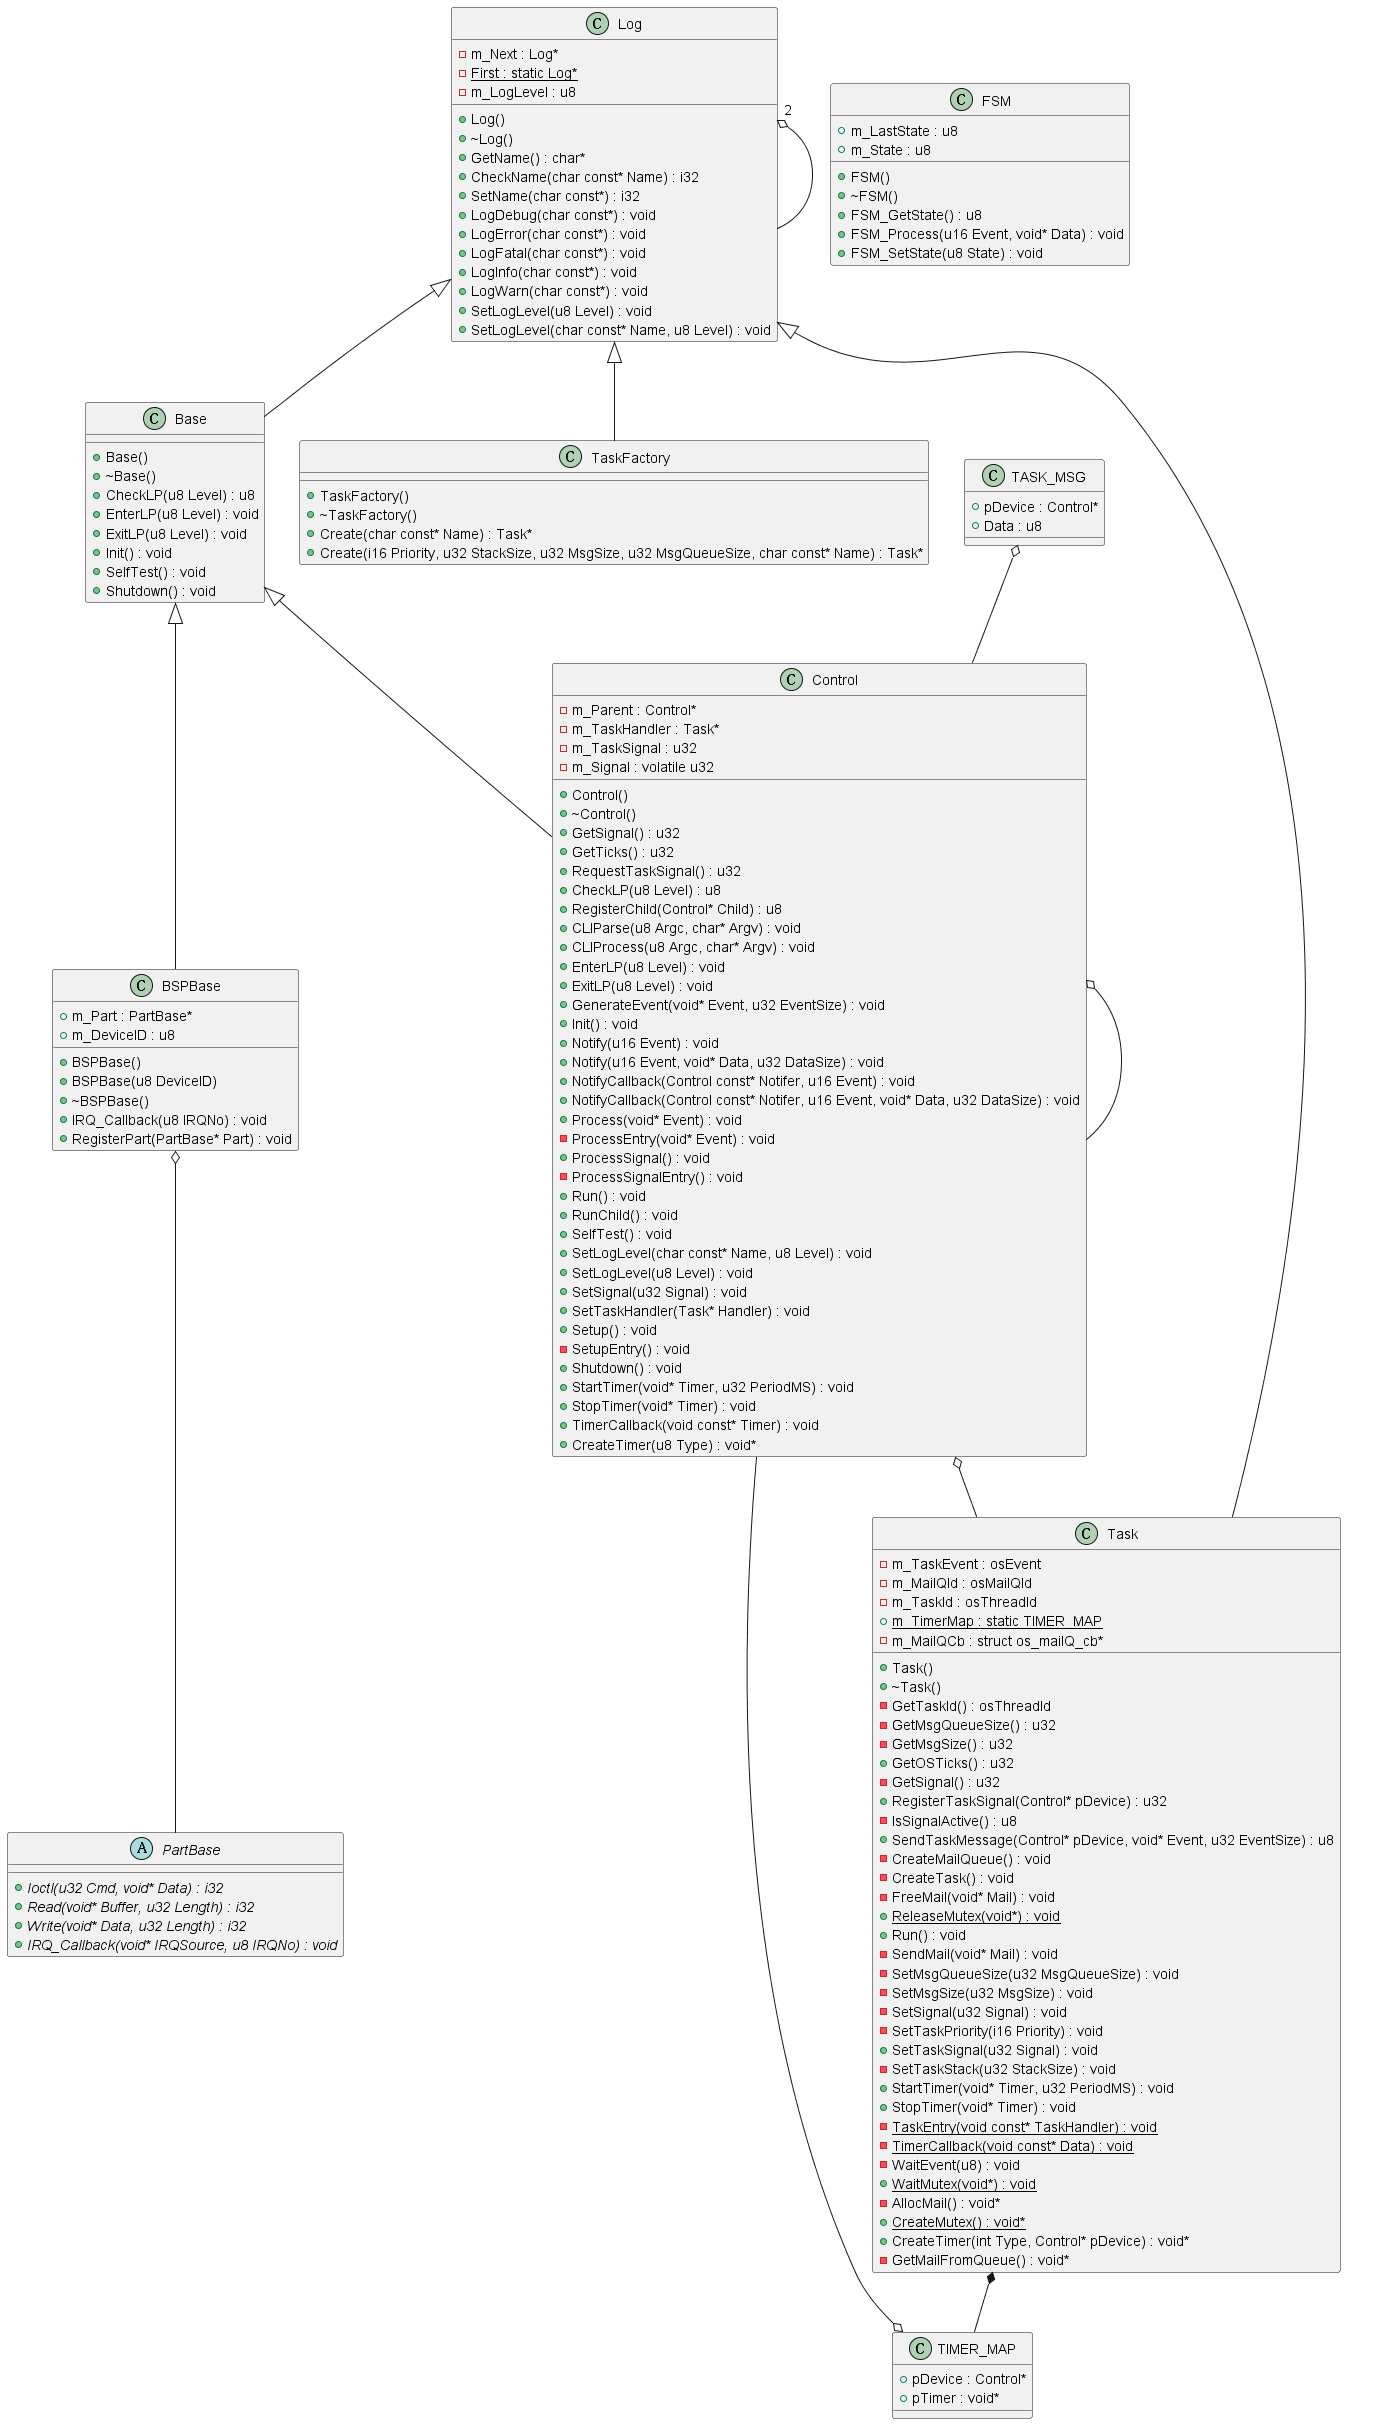 C Log
m_Next : Log*
First : static Log*
m_LogLevel : u8
Log()
~Log()
GetName() : char*
CheckName(char const* Name) : i32
SetName(char const*) : i32
LogDebug(char const*) : void
LogError(char const*) : void
LogFatal(char const*) : void
LogInfo(char const*) : void
LogWarn(char const*) : void
SetLogLevel(u8 Level) : void
SetLogLevel(char const* Name, u8 Level) : void
2
C FSM
m_LastState : u8
m_State : u8
FSM()
~FSM()
FSM_GetState() : u8
FSM_Process(u16 Event, void* Data) : void
FSM_SetState(u8 State) : void
C Base
Base()
~Base()
CheckLP(u8 Level) : u8
EnterLP(u8 Level) : void
ExitLP(u8 Level) : void
Init() : void
SelfTest() : void
Shutdown() : void
C TaskFactory
TaskFactory()
~TaskFactory()
Create(char const* Name) : Task*
Create(i16 Priority, u32 StackSize, u32 MsgSize, u32 MsgQueueSize, char const* Name) : Task*
C TASK_MSG
pDevice : Control*
Data : u8
C Control
m_Parent : Control*
m_TaskHandler : Task*
m_TaskSignal : u32
m_Signal : volatile u32
Control()
~Control()
GetSignal() : u32
GetTicks() : u32
RequestTaskSignal() : u32
CheckLP(u8 Level) : u8
RegisterChild(Control* Child) : u8
CLIParse(u8 Argc, char* Argv) : void
CLIProcess(u8 Argc, char* Argv) : void
EnterLP(u8 Level) : void
ExitLP(u8 Level) : void
GenerateEvent(void* Event, u32 EventSize) : void
Init() : void
Notify(u16 Event) : void
Notify(u16 Event, void* Data, u32 DataSize) : void
NotifyCallback(Control const* Notifer, u16 Event) : void
NotifyCallback(Control const* Notifer, u16 Event, void* Data, u32 DataSize) : void
Process(void* Event) : void
ProcessEntry(void* Event) : void
ProcessSignal() : void
ProcessSignalEntry() : void
Run() : void
RunChild() : void
SelfTest() : void
SetLogLevel(char const* Name, u8 Level) : void
SetLogLevel(u8 Level) : void
SetSignal(u32 Signal) : void
SetTaskHandler(Task* Handler) : void
Setup() : void
SetupEntry() : void
Shutdown() : void
StartTimer(void* Timer, u32 PeriodMS) : void
StopTimer(void* Timer) : void
TimerCallback(void const* Timer) : void
CreateTimer(u8 Type) : void*
C BSPBase
m_Part : PartBase*
m_DeviceID : u8
BSPBase()
BSPBase(u8 DeviceID)
~BSPBase()
IRQ_Callback(u8 IRQNo) : void
RegisterPart(PartBase* Part) : void
C Task
m_TaskEvent : osEvent
m_MailQId : osMailQId
m_TaskId : osThreadId
m_TimerMap : static TIMER_MAP
m_MailQCb : struct os_mailQ_cb*
Task()
~Task()
GetTaskId() : osThreadId
GetMsgQueueSize() : u32
GetMsgSize() : u32
GetOSTicks() : u32
GetSignal() : u32
RegisterTaskSignal(Control* pDevice) : u32
IsSignalActive() : u8
SendTaskMessage(Control* pDevice, void* Event, u32 EventSize) : u8
CreateMailQueue() : void
CreateTask() : void
FreeMail(void* Mail) : void
ReleaseMutex(void*) : void
Run() : void
SendMail(void* Mail) : void
SetMsgQueueSize(u32 MsgQueueSize) : void
SetMsgSize(u32 MsgSize) : void
SetSignal(u32 Signal) : void
SetTaskPriority(i16 Priority) : void
SetTaskSignal(u32 Signal) : void
SetTaskStack(u32 StackSize) : void
StartTimer(void* Timer, u32 PeriodMS) : void
StopTimer(void* Timer) : void
TaskEntry(void const* TaskHandler) : void
TimerCallback(void const* Data) : void
WaitEvent(u8) : void
WaitMutex(void*) : void
AllocMail() : void*
CreateMutex() : void*
CreateTimer(int Type, Control* pDevice) : void*
GetMailFromQueue() : void*
A PartBase
Ioctl(u32 Cmd, void* Data) : i32
Read(void* Buffer, u32 Length) : i32
Write(void* Data, u32 Length) : i32
IRQ_Callback(void* IRQSource, u8 IRQNo) : void
C TIMER_MAP
pDevice : Control*
pTimer : void*